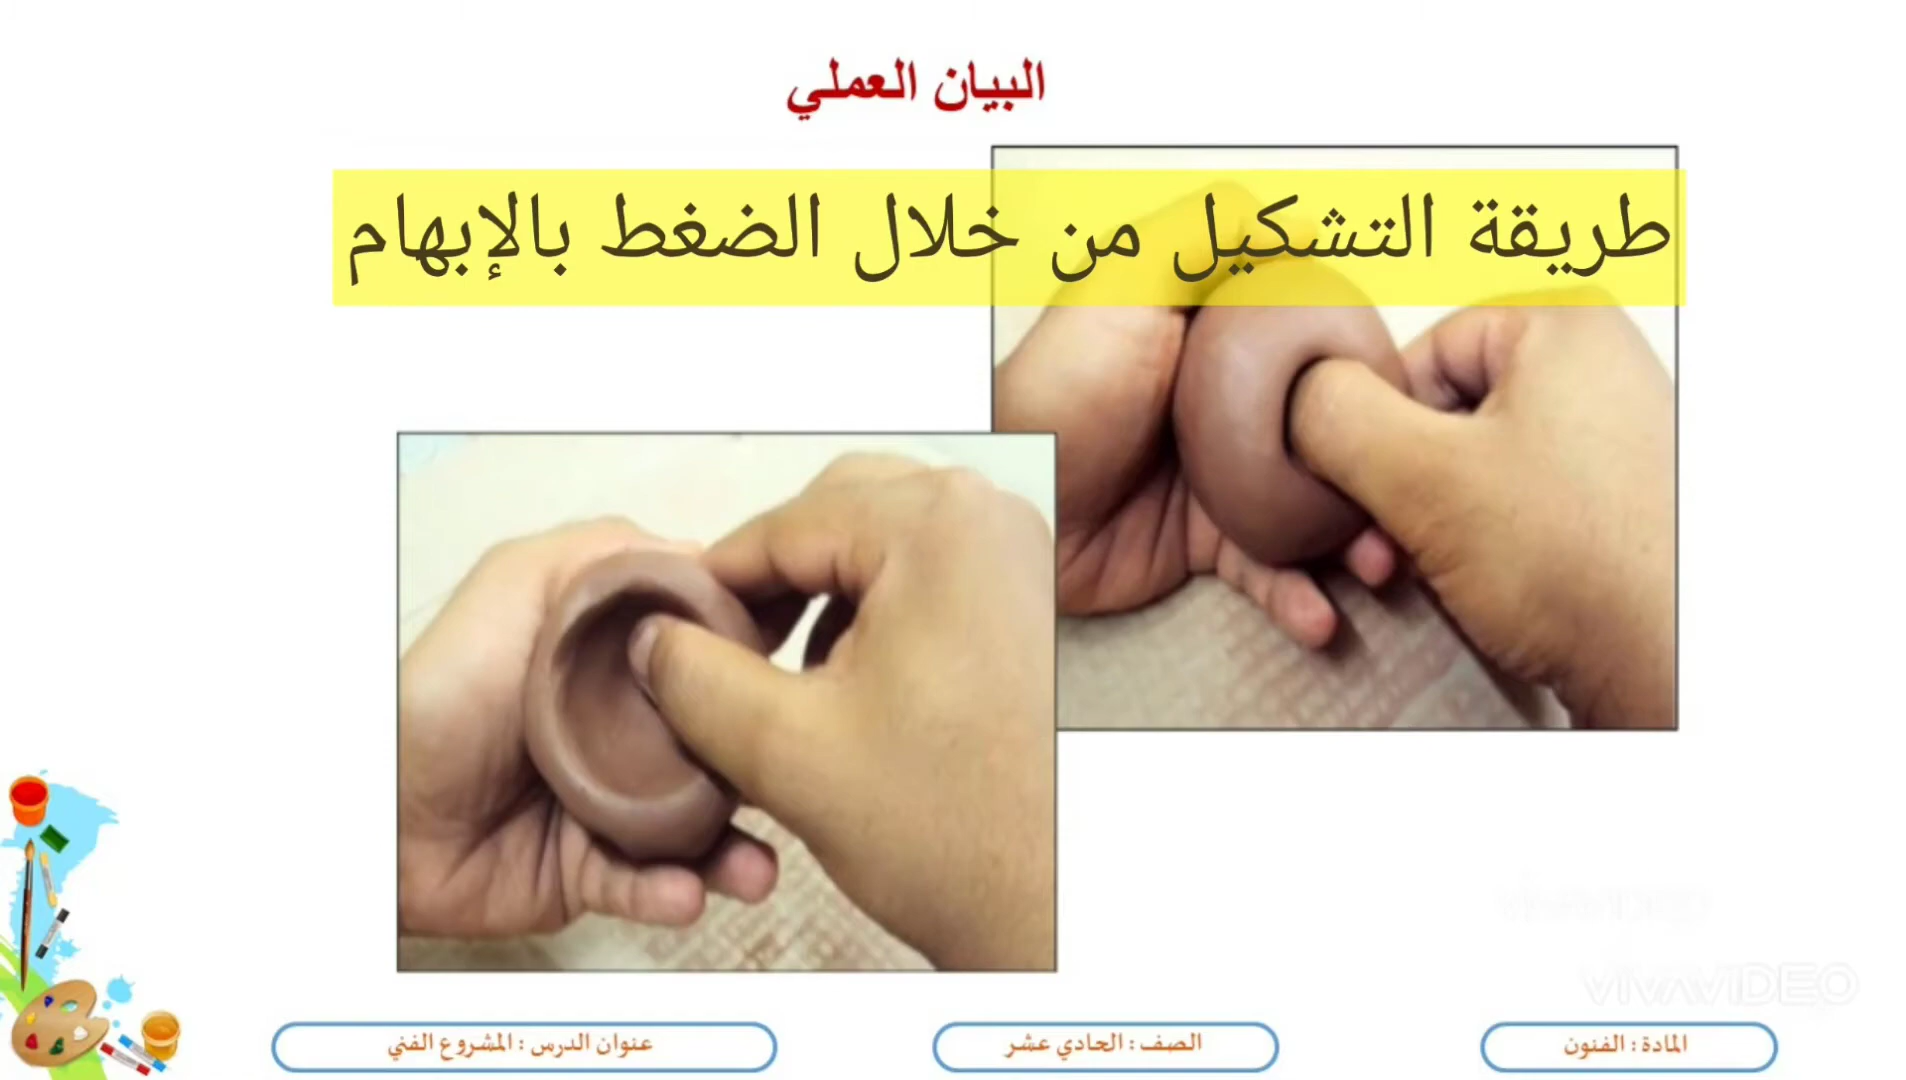 البيان العملي
طريقة التشكيل من خلال الضغط بالإبهام
VIVAVIDEO
المادة : الفنون
الصف : الحادي عشر
عنوان الدرس : المشروع الفني